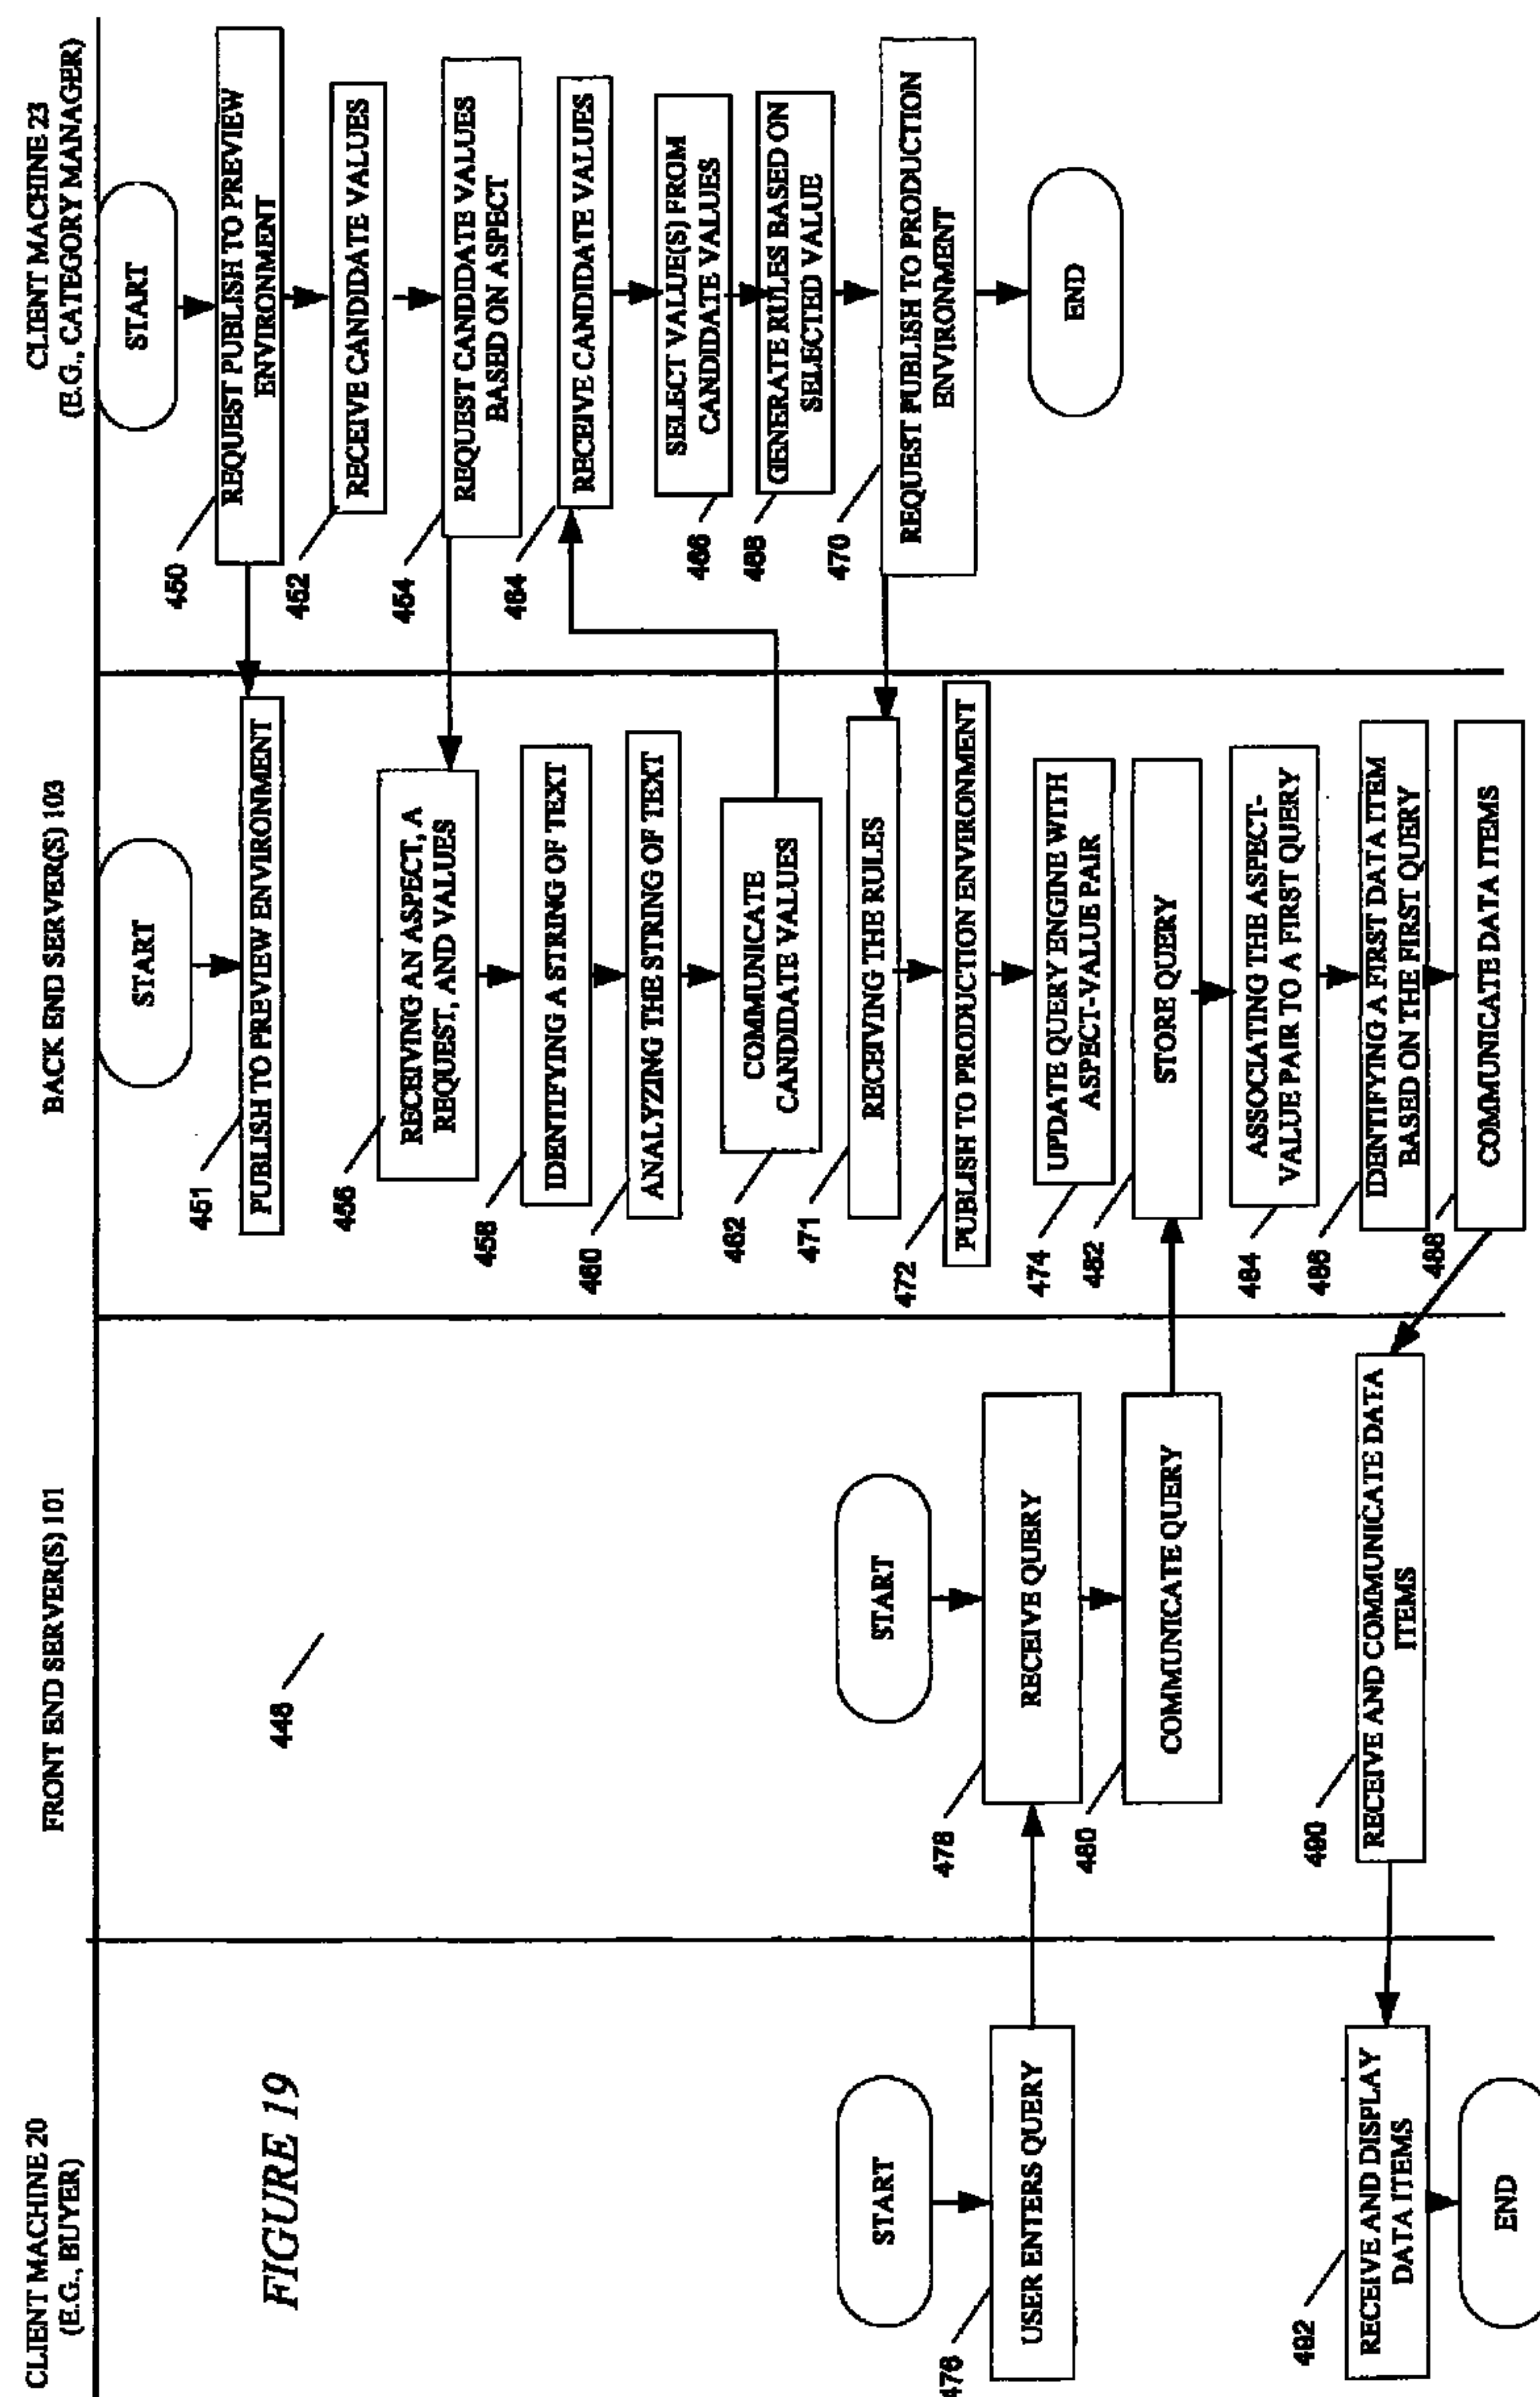 CLIENT MACHINE 20
(E.G., BUYER)
FIGURE 19
START
476
USER ENTERS QUERY
492
RECEIVE AND DISPLAY
DATA ITEMS
END
FRONT END SERVER(S) 101
448
START
478
RECEIVE QUERY
480
COMMUNICATE QUERY
490
RECEIVE AND COMMUNICATE DATA
ITEMS
BACK END SERVER(S) 103
START
451
PUBLISH TO PREVIEW ENVIRONMENT
456
RECEIVING AN ASPECT, A
REQUEST, AND VALUES
458
IDENTIFYING A STRING OF TEXT
460
ANALYZING THE STRING OF TEXT
462
COMMUNICATE
CANDIDATE VALUES
471
RECEIVING THE RULES
472
PUBLISH TO PRODUCTION ENVIRONMENT
474
UPDATE QUERY ENGINE WITH
ASPECT-VALUE PAIR
482
STORE QUERY
484
ASSOCIATING THE ASPECT-
VALUE PAIR TO A FIRST QUERY
486
IDENTIFYING A FIRST DATA ITEM
BASED ON THE FIRST QUERY
488
COMMUNICATE DATA ITEMS
CLIENT MACHINE 23
(E.G., CATEGORY MANAGER)
START
450
REQUEST PUBLISH TO PREVIEW
ENVIRONMENT
452
RECEIVE CANDIDATE VALUES
454
REQUEST CANDIDATE VALUES
BASED ON ASPECT
464
RECEIVE CANDIDATE VALUES
466
SELECT VALUE(S) FROM
CANDIDATE VALUES
468
GENERATE RULES BASED ON
SELECTED VALUE
470
REQUEST PUBLISH TO PRODUCTION
ENVIRONMENT
END